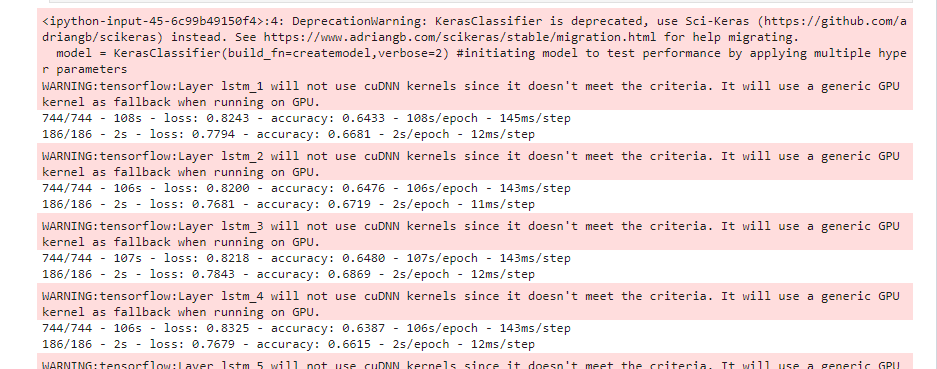 <ipython-input-45-6c99b49150f4>:4: DeprecationWarning: KerasClassifier is deprecated, use Sci-Keras (https://github.com/a
driangb/scikeras) instead. See https://www.adriangb.com/scikeras/stable/migration.html for help migrating.
  model = KerasClassifier(build_fn=createmodel,verbose=2) #initiating model to test performance by applying multiple hype
r parameters
WARNING:tensorflow:Layer lstm_1 will not use cuDNN kernels since it doesn't meet the criteria. It will use a generic GPU
kernel as fallback when running on GPU.
744/744 - 108s - loss: 0.8243 - accuracy: 0.6433 - 108s/epoch - 145ms/step
186/186 - 2s - loss: 0.7794 - accuracy: 0.6681 - 2s/epoch - 12ms/step
WARNING:tensorflow:Layer lstm_2 will not use cuDNN kernels since it doesn't meet the criteria. It will use a generic GPU
kernel as fallback when running on GPU.
744/744 - 106s - loss: 0.8200 - accuracy: 0.6476 - 106s/epoch - 143ms/step
186/186 - 2s - loss: 0.7681 - accuracy: 0.6719 - 2s/epoch - 11ms/step
WARNING:tensorflow:Layer lstm_3 will not use cuDNN kernels since it doesn't meet the criteria. It will use a generic GPU
kernel as fallback when running on GPU.
744/744 - 107s - loss: 0.8218 - accuracy: 0.6480 - 107s/epoch - 143ms/step
186/186 - 2s - loss: 0.7843 - accuracy: 0.6869 - 2s/epoch - 12ms/step
WARNING:tensorflow:Layer lstm_4 will not use cuDNN kernels since it doesn't meet the criteria. It will use a generic GPU
kernel as fallback when running on GPU.
744/744 - 106s - loss: 0.8325 - accuracy: 0.6387 - 106s/epoch - 143ms/step
186/186 - 2s - loss: 0.7679 - accuracy: 0.6615 - 2s/epoch - 12ms/step
WARNING:tensorflow:Layer lstm_5 will not use cuDNN kernels since it doesn't meet the criteria. It will use a generic GPU